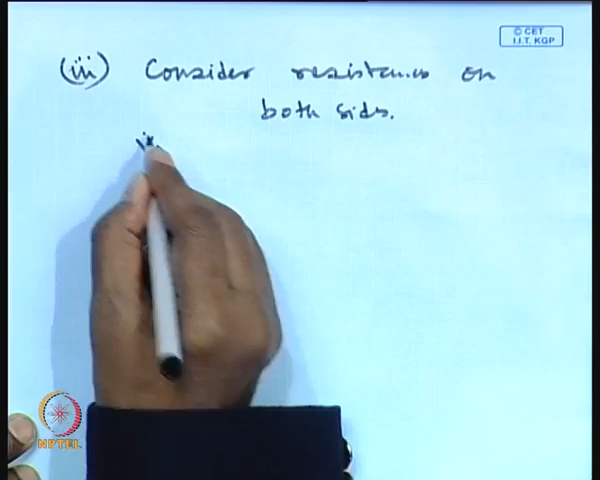 © CET
I.I.T. KGP
(iii) Consider resistances on
both sides.
NPTEL